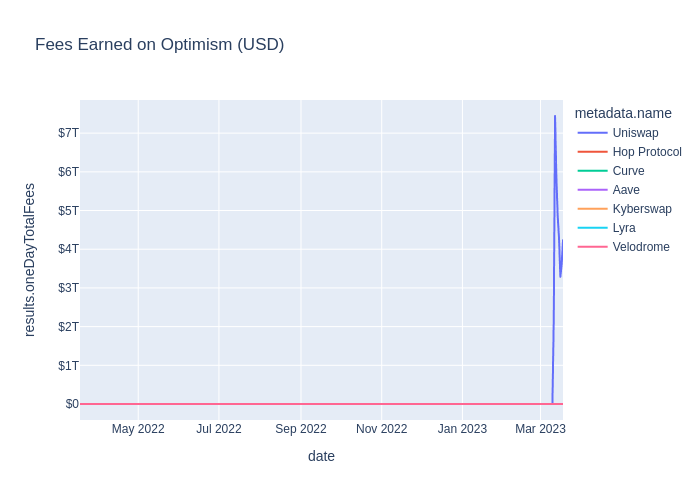 Fees Earned on Optimism (USD)
metadata.name
Uniswap
Hop Protocol
Curve
Aave
Kyberswap
Lyra
Velodrome
results.oneDayTotalFees
$7T
$6T
$5T
$4T
$3T
$2T
$1T
$0
May 2022
Jul 2022
Sep 2022
Nov 2022
Jan 2023
Mar 2023
date